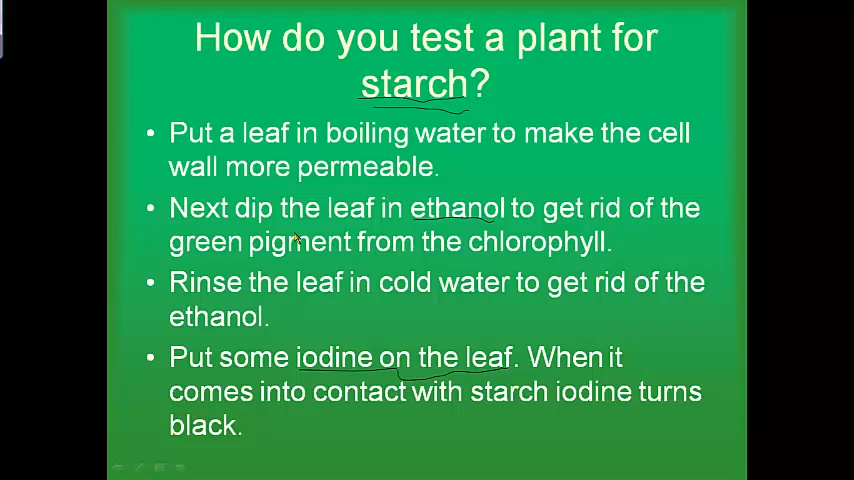 How do you test a plant for
starch?
• Put a leaf in boiling water to make the cell
wall more permeable.
• Next dip the leaf in ethanol to get rid of the
green pigment from the chlorophyll.
• Rinse the leaf in cold water to get rid of the
ethanol.
• Put some iodine on the leaf. When it
comes into contact with starch iodine turns
black.